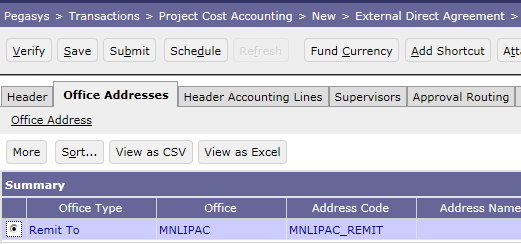 Pegasys > Transactions > Project Cost Accounting > New > External Direct Agreement >
Verify Save Submit Schedule Refresh Fund Currency Add Shortcut
Header Office Addresses Header Accounting Lines Supervisors Approval Routing
Office Address
More Sort... View as CSV View as Excel
Summary
Office Type Office Address Code Address Name
Remit To MNLIPAC MNLIPAC_REMIT